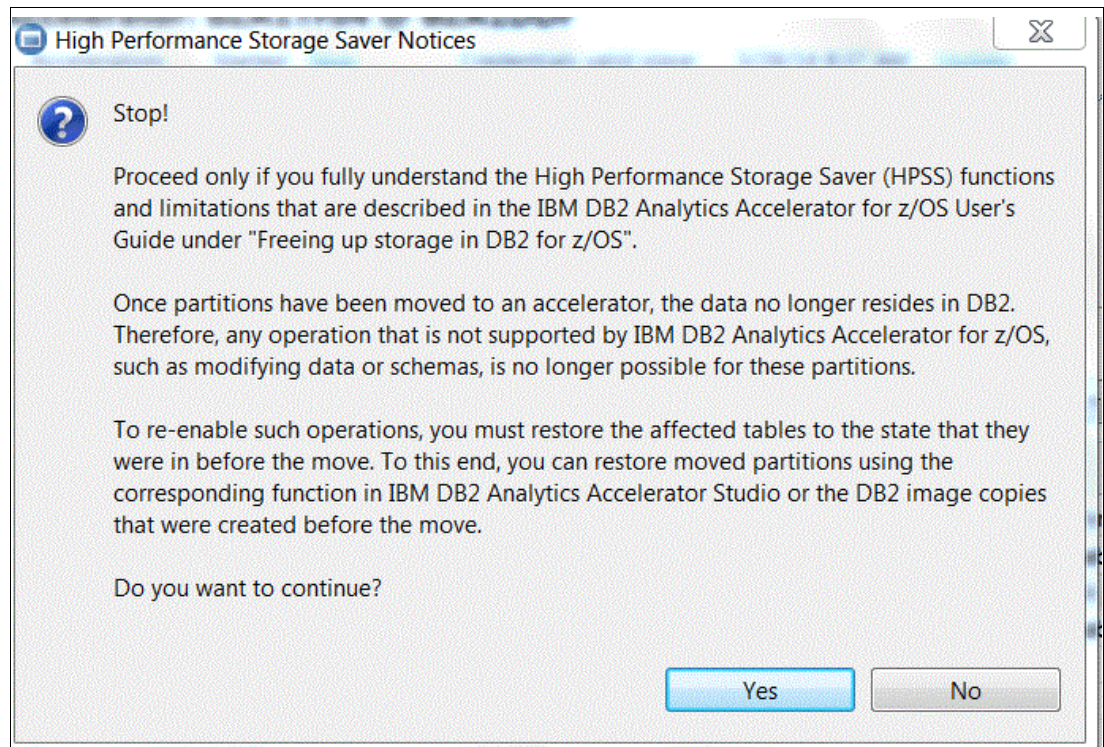 High Performance Storage Saver Notices
Stop!
Proceed only if you fully understand the High Performance Storage Saver (HPSS) functions
and limitations that are described in the IBM DB2 Analytics Accelerator for z/OS User's
Guide under "Freeing up storage in DB2 for z/OS".
Once partitions have been moved to an accelerator, the data no longer resides in DB2.
Therefore, any operation that is not supported by IBM DB2 Analytics Accelerator for z/OS,
such as modifying data or schemas, is no longer possible for these partitions.
To re-enable such operations, you must restore the affected tables to the state that they
were in before the move. To this end, you can restore moved partitions using the
corresponding function in IBM DB2 Analytics Accelerator Studio or the DB2 image copies
that were created before the move.
Do you want to continue?
Yes
No